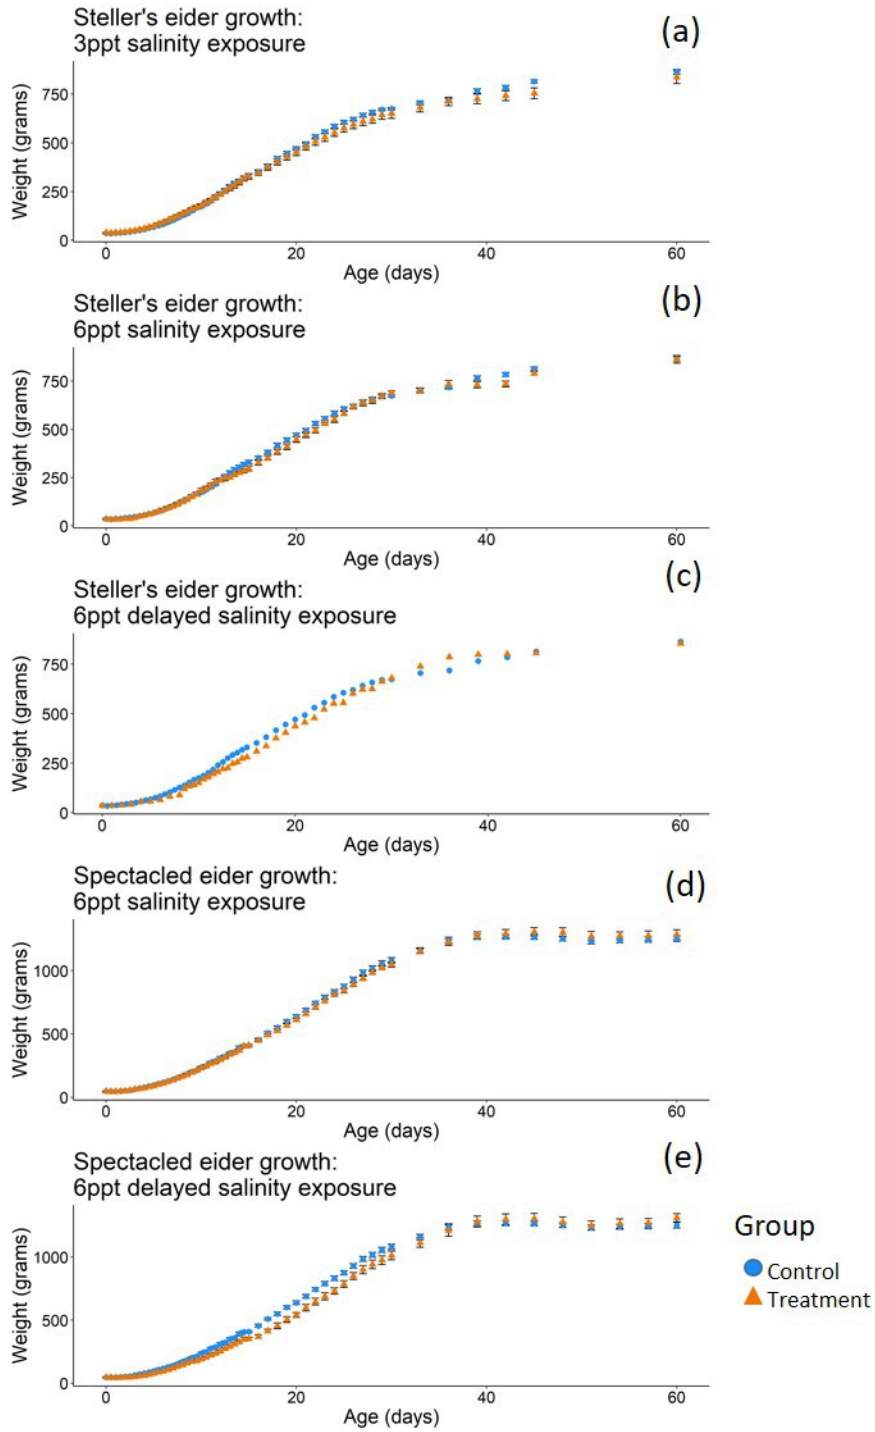 Steller's eider growth:
3ppt salinity exposure
(a)
Weight (grams)
750
500
250
0
0 20 40 60
Age (days)
Steller's eider growth:
6ppt salinity exposure
(b)
Weight (grams)
750
500
250
0
0 20 40 60
Age (days)
Steller's eider growth:
6ppt delayed salinity exposure
(c)
Weight (grams)
750
500
250
0
0 20 40 60
Age (days)
Spectacled eider growth:
6ppt salinity exposure
(d)
Weight (grams)
1000
500
0
0 20 40 60
Age (days)
Spectacled eider growth:
6ppt delayed salinity exposure
(e)
Weight (grams)
1000
500
0
0 20 40 60
Age (days)
Group
Control
Treatment